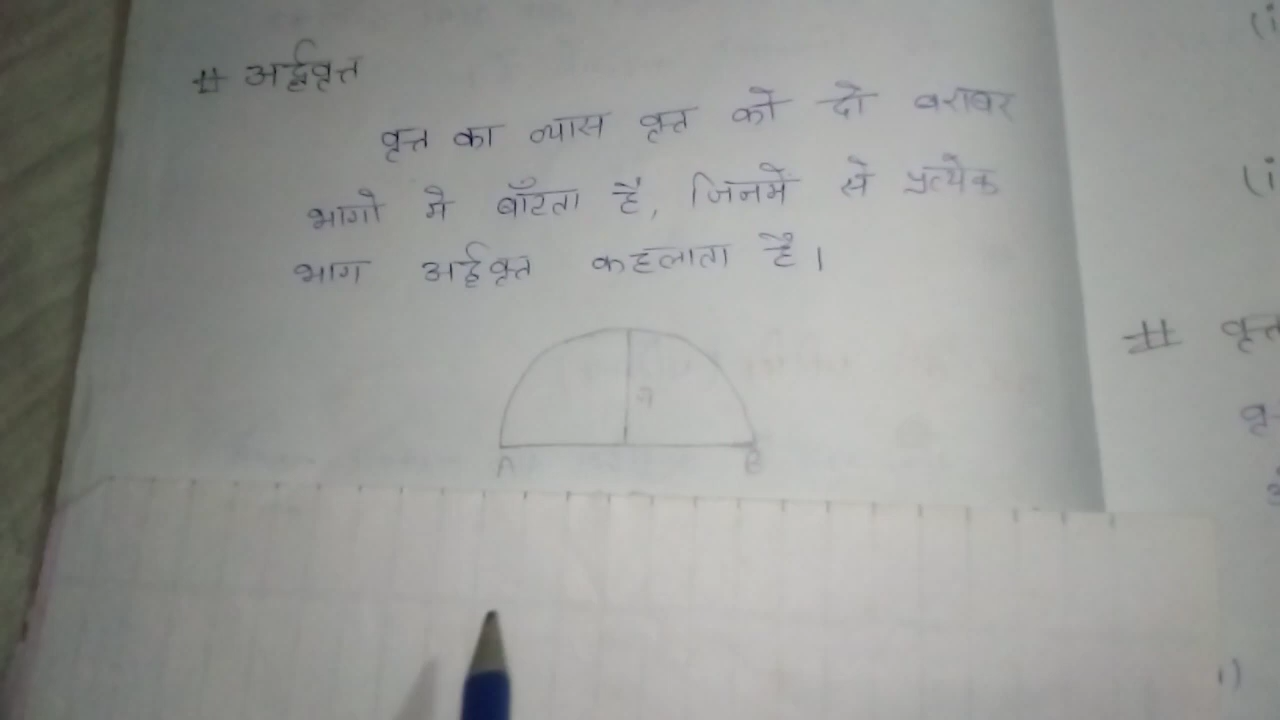 # अर्द्धवृत्त
वृत्त का व्यास वृत्त को दो बराबर
भागो मे बाँटता है, जिनमें से प्रत्येक
भाग अर्द्धवृत्त कहलाता है।
A B
(i
(i
# वृत्त
i)